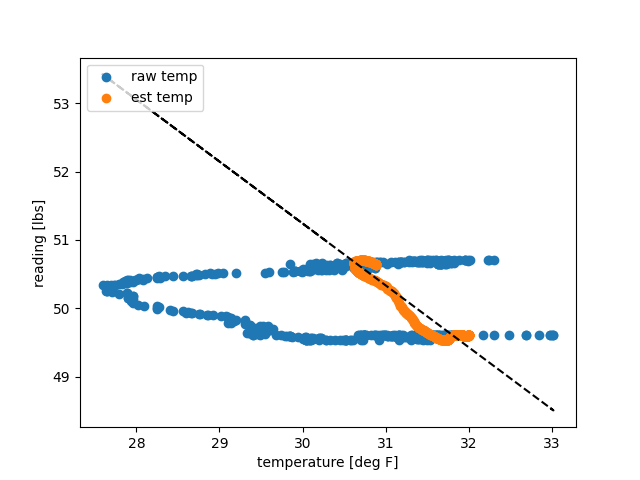 raw temp
est temp
53
52
51
50
49
reading [lbs]
28 29 30 31 32 33
temperature [deg F]